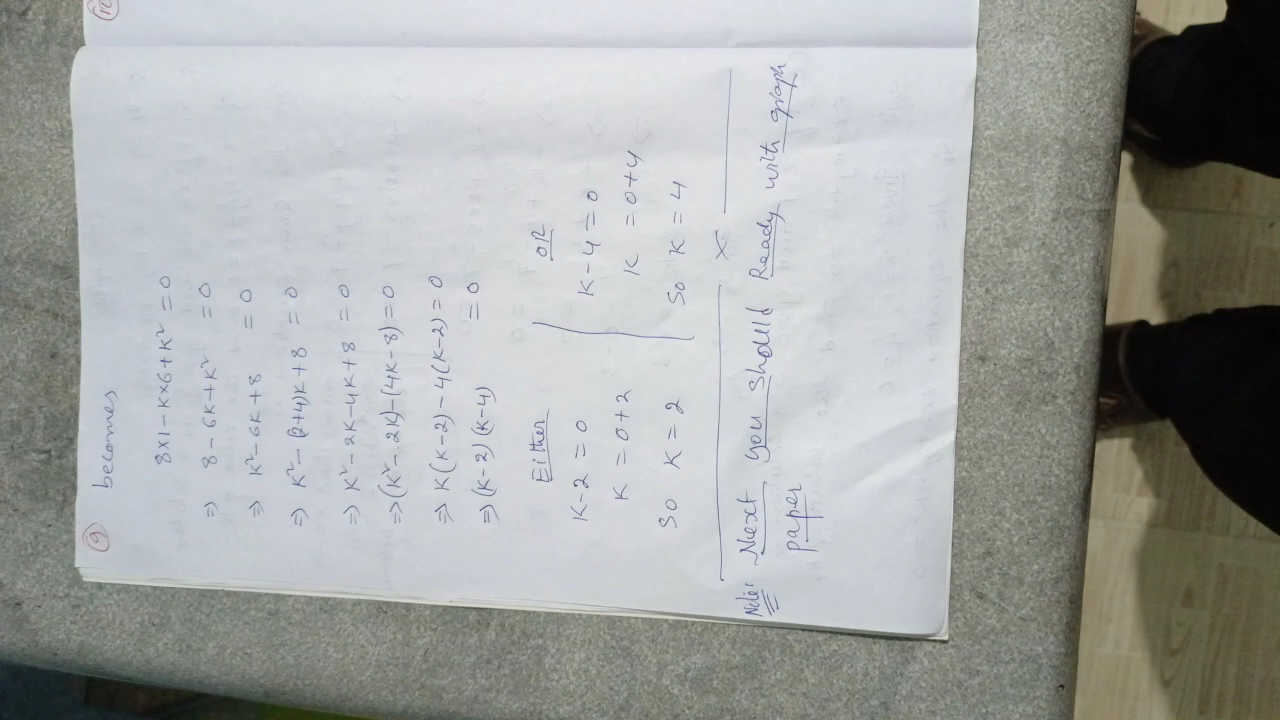 9 becomes
8×1-K×6+K² = 0
⇒ 8-6K+K² = 0
⇒ K²-6K+8 = 0
⇒ K²-(2+4)K+8 = 0
⇒ K²-2K-4K+8 = 0
⇒ (K²-2K)-(4K-8) = 0
⇒ K(K-2)-4(K-2) = 0
⇒ (K-2)(K-4) = 0
Either OR
K-2 = 0 K-4 = 0
K = 0+2 K = 0+4
So K = 2 So K = 4
X
Note: Next you Should Ready with graph
paper